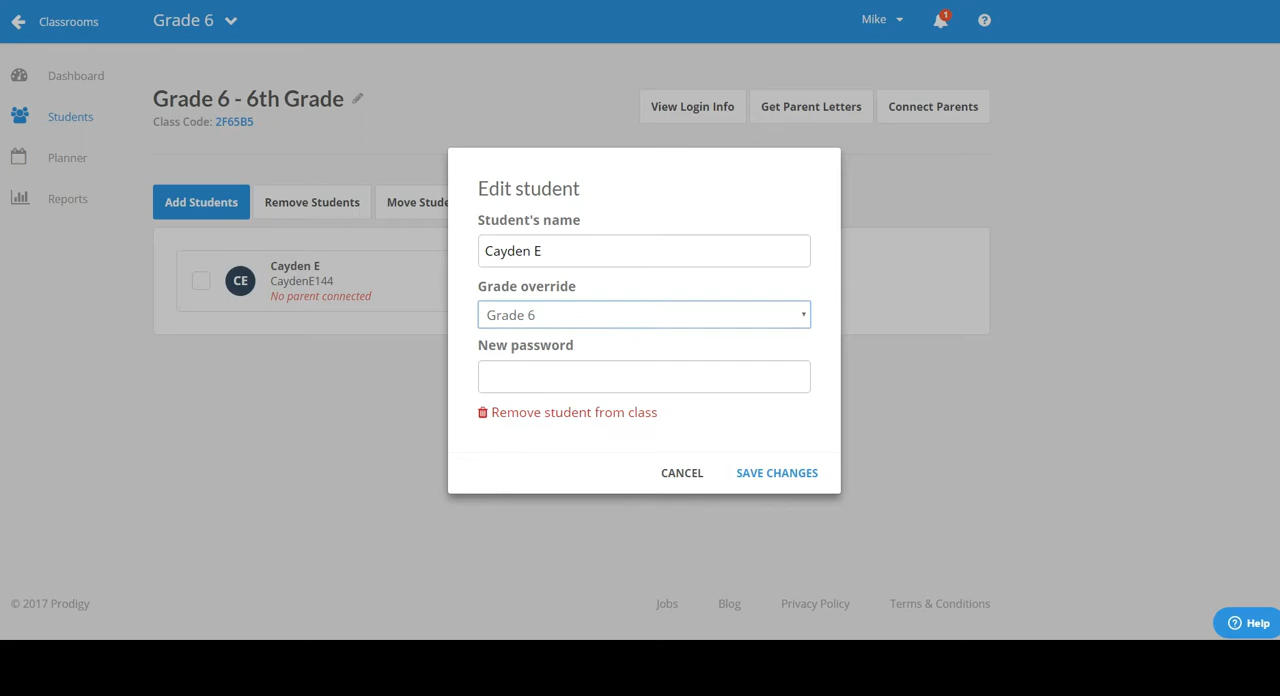 Classrooms
Grade 6
Mike
1
Dashboard
Students
Planner
Reports
Grade 6 - 6th Grade
Class Code: 2F65B5
View Login Info
Get Parent Letters
Connect Parents
Add Students
Remove Students
Move Stude
CE
Cayden E
CaydenE144
No parent connected
Edit student
Student's name
Cayden E
Grade override
Grade 6
New password
Remove student from class
CANCEL
SAVE CHANGES
© 2017 Prodigy
Jobs
Blog
Privacy Policy
Terms & Conditions
? Help